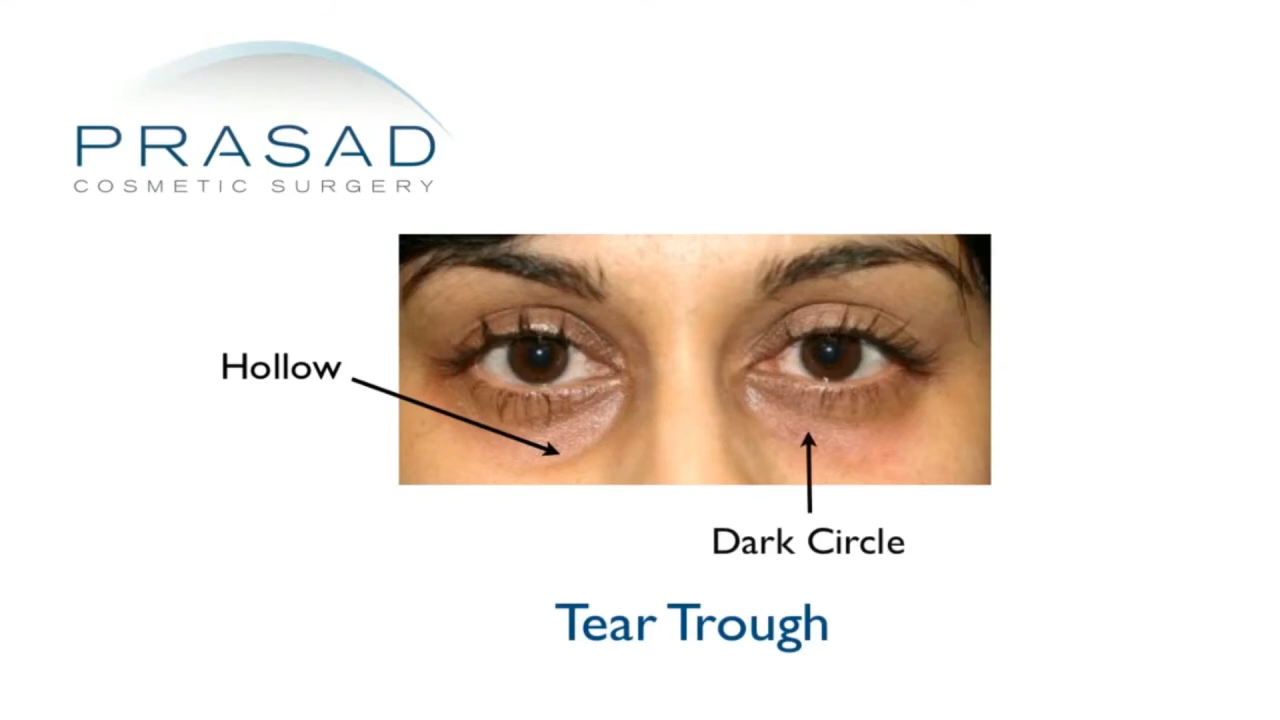 PRASAD
COSMETIC SURGERY
Hollow
Dark Circle
Tear Trough